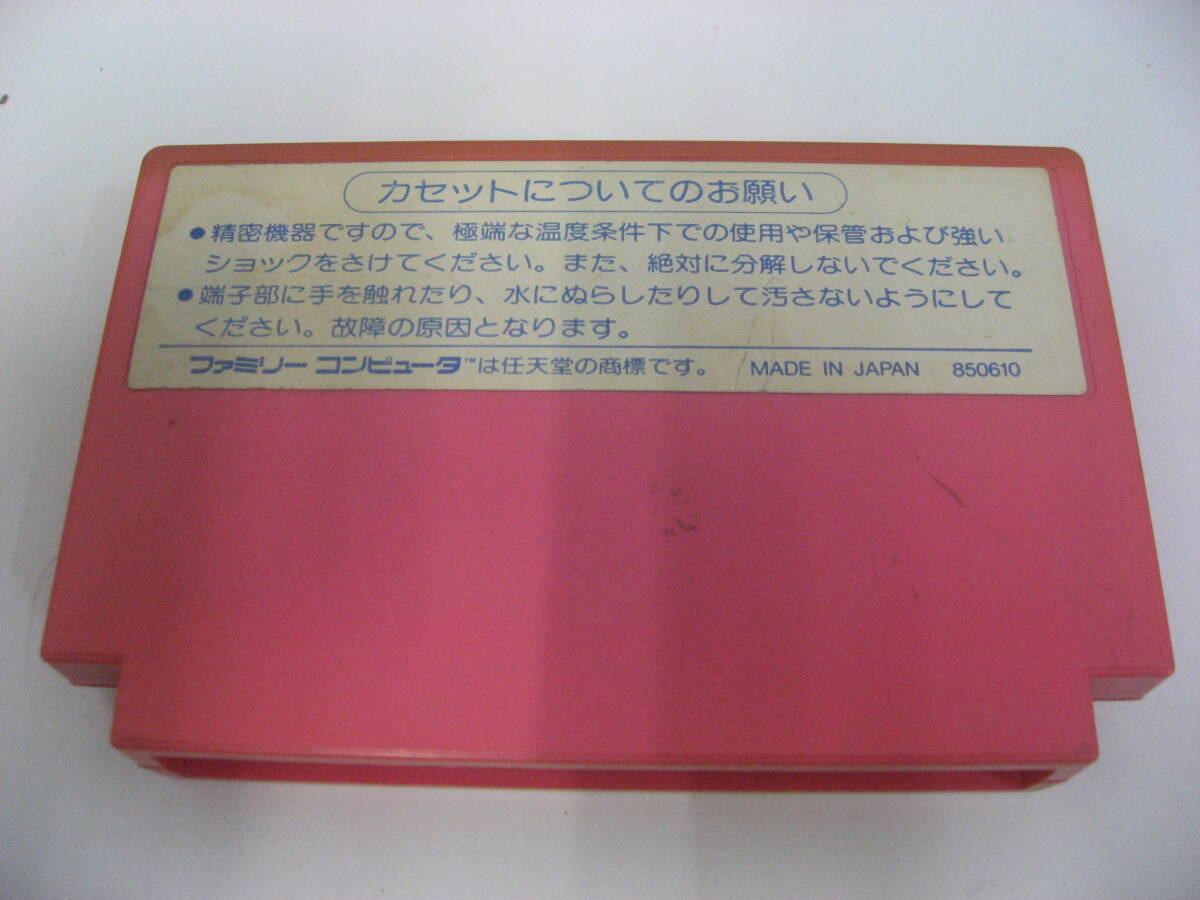 カセットについてのお願い
●精密機器ですので、極端な温度条件下での使用や保管および強い
ショックをさけてください。また、絶対に分解しないでください。
●端子部に手を触れたり、水にぬらしたりして汚さないようにして
ください。故障の原因となります。
ファミリー コンピュータ™は任天堂の商標です。 MADE IN JAPAN 850610